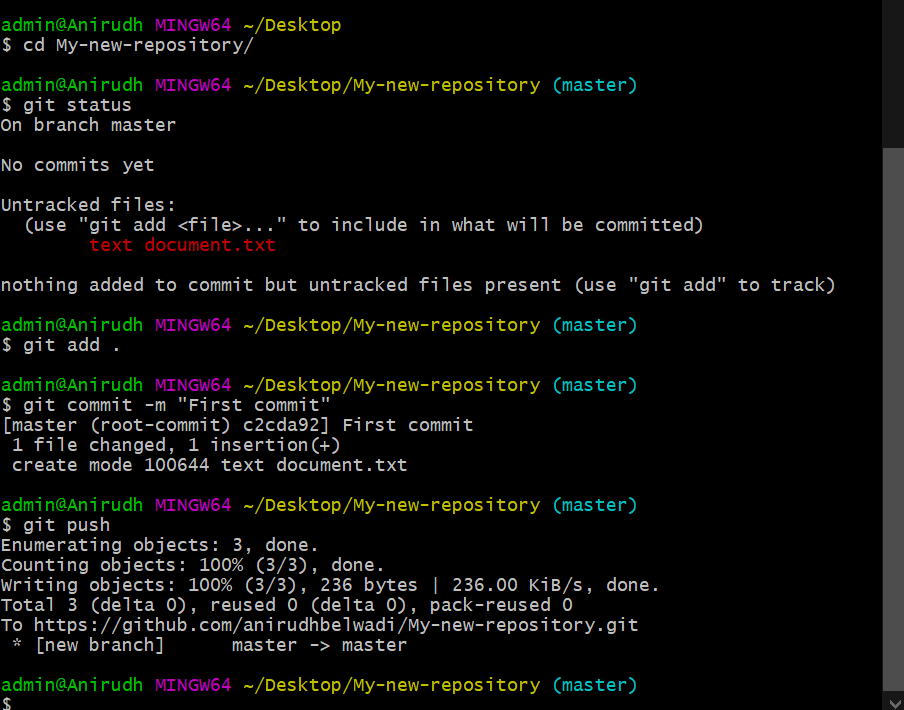 admin@Anirudh MINGW64 ~/Desktop
$ cd My-new-repository/
admin@Anirudh MINGW64 ~/Desktop/My-new-repository (master)
$ git status
On branch master
No commits yet
Untracked files:
  (use "git add <file>..." to include in what will be committed)
        text document.txt
nothing added to commit but untracked files present (use "git add" to track)
admin@Anirudh MINGW64 ~/Desktop/My-new-repository (master)
$ git add .
admin@Anirudh MINGW64 ~/Desktop/My-new-repository (master)
$ git commit -m "First commit"
[master (root-commit) c2cda92] First commit
 1 file changed, 1 insertion(+)
 create mode 100644 text document.txt
admin@Anirudh MINGW64 ~/Desktop/My-new-repository (master)
$ git push
Enumerating objects: 3, done.
Counting objects: 100% (3/3), done.
Writing objects: 100% (3/3), 236 bytes | 236.00 KiB/s, done.
Total 3 (delta 0), reused 0 (delta 0), pack-reused 0
To https://github.com/anirudhbelwadi/My-new-repository.git
 * [new branch]      master -> master
admin@Anirudh MINGW64 ~/Desktop/My-new-repository (master)
$